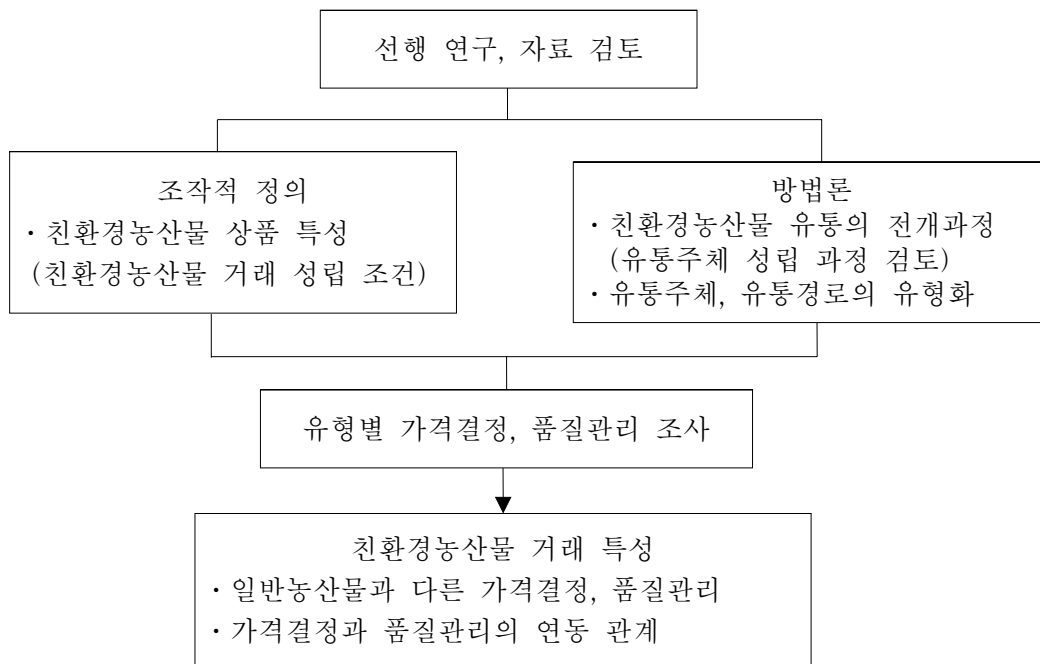 선행 연구, 자료 검토
조작적 정의
· 친환경농산물 상품 특성
(친환경농산물 거래 성립 조건)
방법론
· 친환경농산물 유통의 전개과정
(유통주체 성립 과정 검토)
· 유통주체, 유통경로의 유형화
유형별 가격결정, 품질관리 조사
친환경농산물 거래 특성
· 일반농산물과 다른 가격결정, 품질관리
· 가격결정과 품질관리의 연동 관계